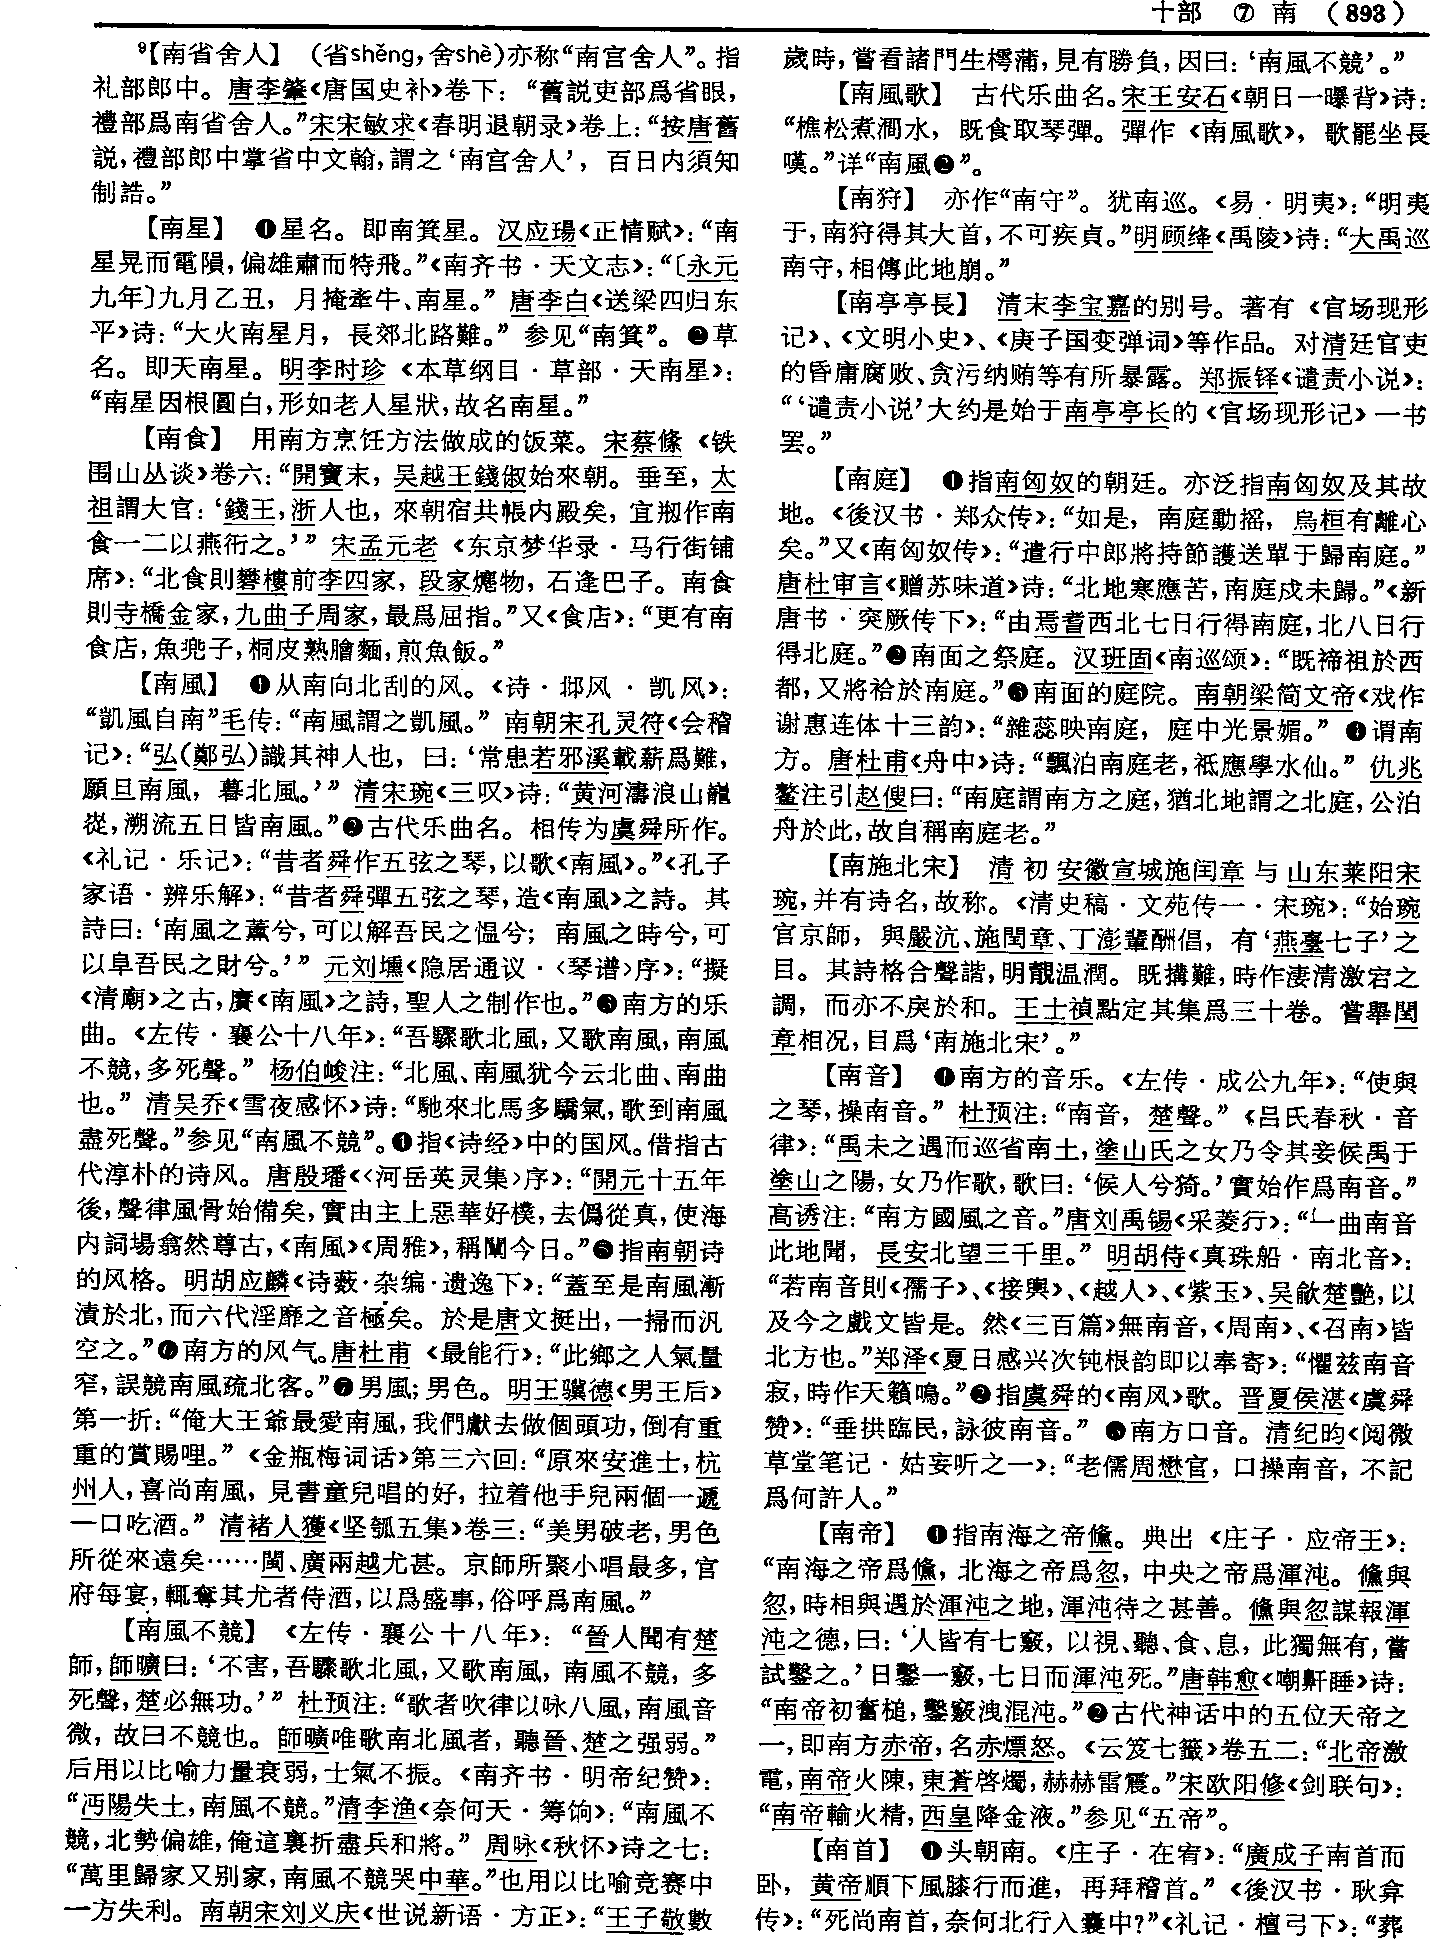 十部 ⑦ 南 (893)
⁹【南省舍人】 (省shěng,舍shè)亦称“南宫舍人”。指
礼部郎中。唐李肇《唐国史补》卷下：“舊説吏部爲省眼，
禮部爲南省舍人。”宋宋敏求《春明退朝录》卷上：“按唐舊
説，禮部郎中掌省中文翰，謂之‘南宫舍人’，百日内須知
制誥。”
【南星】 ❶星名。即南箕星。汉应瑒《正情赋》：“南
星晃而電隕，偏雄肅而特飛。”《南齐书·天文志》：“〔永元
九年〕九月乙丑，月掩牽牛、南星。” 唐李白《送梁四归东
平》诗：“大火南星月，長郊北路難。” 参见“南箕”。❷草
名。即天南星。明李时珍《本草纲目·草部·天南星》：
“南星因根圓白，形如老人星狀，故名南星。”
【南食】 用南方烹饪方法做成的饭菜。宋蔡絛《铁
围山丛谈》卷六：“開寶末，吴越王錢俶始來朝。垂至，太
祖謂大官：‘錢王，浙人也，來朝宿共帳内殿矣，宜剏作南
食一二以燕衎之。’” 宋孟元老《东京梦华录·马行街铺
席》：“北食則礬樓前李四家，段家爊物，石逢巴子。南食
則寺橋金家，九曲子周家，最爲屈指。”又《食店》：“更有南
食店，魚兠子，桐皮熟膾麵，煎魚飯。”
【南風】 ❶从南向北刮的风。《诗·邶风·凯风》：
“凱風自南”毛传：“南風謂之凱風。” 南朝宋孔灵符《会稽
记》：“弘(鄭弘)識其神人也，曰：‘常患若邪溪載薪爲難，
願旦南風，暮北風。’” 清宋琬《三叹》诗：“黄河濤浪山巃
嵸，溯流五日皆南風。”❷古代乐曲名。相传为虞舜所作。
《礼记·乐记》：“昔者舜作五弦之琴，以歌《南風》。”《孔子
家语·辨乐解》：“昔者舜彈五弦之琴，造《南風》之詩。其
詩曰：‘南風之薰兮，可以解吾民之愠兮；南風之時兮，可
以阜吾民之財兮。’” 元刘壎《隐居通议·〈琴谱〉序》：“擬
《清廟》之古，賡《南風》之詩，聖人之制作也。”❸南方的乐
曲。《左传·襄公十八年》：“吾驟歌北風，又歌南風，南風
不競，多死聲。” 杨伯峻注：“北風、南風犹今云北曲、南曲
也。” 清吴乔《雪夜感怀》诗：“馳來北馬多驕氣，歌到南風
盡死聲。”参见“南風不競”。❹指《诗经》中的国风。借指古
代淳朴的诗风。唐殷璠《〈河岳英灵集〉序》：“開元十五年
後，聲律風骨始備矣，實由主上惡華好樸，去僞從真，使海
内詞場翕然尊古，《南風》《周雅》，稱闡今日。”❺指南朝诗
的风格。明胡应麟《诗薮·杂编·遗逸下》：“蓋至是南風漸
漬於北，而六代淫靡之音極矣。於是唐文挺出，一掃而汎
空之。”❻南方的风气。唐杜甫《最能行》：“此鄉之人氣量
窄，誤競南風疏北客。”❼男風；男色。明王骥德《男王后》
第一折：“俺大王爺最愛南風，我們獻去做個頭功，倒有重
重的賞賜哩。”《金瓶梅词话》第三六回：“原來安進士，杭
州人，喜尚南風，見書童兒唱的好，拉着他手兒兩個一遞
一口吃酒。” 清褚人獲《坚瓠五集》卷三：“美男破老，男色
所從來遠矣……閩、廣兩越尤甚。京師所聚小唱最多，官
府每宴，輒奪其尤者侍酒，以爲盛事，俗呼爲南風。”
【南風不競】 《左传·襄公十八年》：“晉人聞有楚
師，師曠曰：‘不害，吾驟歌北風，又歌南風，南風不競，多
死聲，楚必無功。’” 杜预注：“歌者吹律以咏八風，南風音
微，故曰不競也。師曠唯歌南北風者，聽晉、楚之强弱。”
后用以比喻力量衰弱，士氣不振。《南齐书·明帝纪赞》：
“沔陽失土，南風不競。”清李渔《奈何天·筹饷》：“南風不
競，北勢偏雄，俺這裏折盡兵和將。” 周咏《秋怀》诗之七：
“萬里歸家又别家，南風不競哭中華。”也用以比喻竞赛中
一方失利。南朝宋刘义庆《世说新语·方正》：“王子敬數
歲時，嘗看諸門生樗蒲，見有勝負，因曰：‘南風不競’。”
【南風歌】 古代乐曲名。宋王安石《朝日一曝背》诗：
“樵松煮澗水，既食取琴彈。彈作《南風歌》，歌罷坐長
嘆。”详“南風❷”。
【南狩】 亦作“南守”。犹南巡。《易·明夷》：“明夷
于，南狩得其大首，不可疾貞。”明顾绛《禹陵》诗：“大禹巡
南守，相傳此地崩。”
【南亭亭長】 清末李宝嘉的别号。著有《官场现形
记》、《文明小史》、《庚子国变弹词》等作品。对清廷官吏
的昏庸腐败、贪污纳贿等有所暴露。郑振铎《谴责小说》：
“‘谴责小说’大约是始于南亭亭长的《官场现形记》一书
罢。”
【南庭】 ❶指南匈奴的朝廷。亦泛指南匈奴及其故
地。《後汉书·郑众传》：“如是，南庭動摇，烏桓有離心
矣。”又《南匈奴传》：“遣行中郎將持節護送單于歸南庭。”
唐杜审言《赠苏味道》诗：“北地寒應苦，南庭戍未歸。”《新
唐书·突厥传下》：“由焉耆西北七日行得南庭，北八日行
得北庭。”❷南面之祭庭。汉班固《南巡颂》：“既禘祖於西
都，又將祫於南庭。”❸南面的庭院。南朝梁简文帝《戏作
谢惠连体十三韵》：“雜蕊映南庭，庭中光景媚。” ❹谓南
方。唐杜甫《舟中》诗：“飄泊南庭老，祗應學水仙。” 仇兆
鳌注引赵傁曰：“南庭謂南方之庭，猶北地謂之北庭，公泊
舟於此，故自稱南庭老。”
【南施北宋】 清初安徽宣城施闰章与山东莱阳宋
琬，并有诗名，故称。《清史稿·文苑传一·宋琬》：“始琬
官京師，與嚴沆、施閏章、丁澎輩酬倡，有‘燕臺七子’之
目。其詩格合聲諧，明靚温潤。既搆難，時作淒清激宕之
調，而亦不戾於和。王士禎點定其集爲三十卷。嘗舉閏
章相况，目爲‘南施北宋’。”
【南音】 ❶南方的音乐。《左传·成公九年》：“使與
之琴，操南音。” 杜预注：“南音，楚聲。”《吕氏春秋·音
律》：“禹未之遇而巡省南土，塗山氏之女乃令其妾侯禹于
塗山之陽，女乃作歌，歌曰：‘候人兮猗。’實始作爲南音。”
高诱注：“南方國風之音。”唐刘禹锡《采菱行》：“一曲南音
此地聞，長安北望三千里。” 明胡侍《真珠船·南北音》：
“若南音則《孺子》、《接輿》、《越人》、《紫玉》、吴歈楚艷，以
及今之戲文皆是。然《三百篇》無南音，《周南》、《召南》皆
北方也。”郑泽《夏日感兴次钝根韵即以奉寄》：“懼兹南音
寂，時作天籟鳴。”❷指虞舜的《南风》歌。晋夏侯湛《虞舜
赞》：“垂拱臨民，詠彼南音。” ❸南方口音。清纪昀《阅微
草堂笔记·姑妄听之一》：“老儒周懋官，口操南音，不記
爲何許人。”
【南帝】 ❶指南海之帝儵。典出《庄子·应帝王》：
“南海之帝爲儵，北海之帝爲忽，中央之帝爲渾沌。儵與
忽，時相與遇於渾沌之地，渾沌待之甚善。儵與忽謀報渾
沌之德，曰：‘人皆有七竅，以視、聽、食、息，此獨無有，嘗
試鑿之。’日鑿一竅，七日而渾沌死。”唐韩愈《嘲鼾睡》诗：
“南帝初奮槌，鑿竅洩混沌。”❷古代神话中的五位天帝之
一，即南方赤帝，名赤熛怒。《云笈七籤》卷五二：“北帝激
電，南帝火陳，東蒼啓燭，赫赫雷震。”宋欧阳修《剑联句》：
“南帝輸火精，西皇降金液。”参见“五帝”。
【南首】 ❶头朝南。《庄子·在宥》：“廣成子南首而
卧，黄帝順下風膝行而進，再拜稽首。”《後汉书·耿弇
传》：“死尚南首，奈何北行入囊中？”《礼记·檀弓下》：“葬